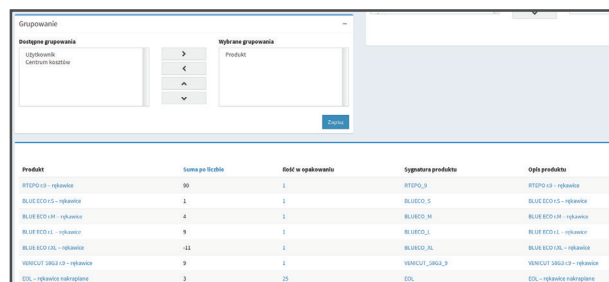 Grupowanie
Dostępne grupowania
Wybrane grupowania
Użytkownik
Centrum kosztów
Produkt
Zapisz
Produkt Suma po liczbie Ilość w opakowaniu Sygnatura produktu Opis produktu
RTEPO r.9 – rękawice 90 1 RTEPO_9 RTEPO r.9 – rękawice
BLUE ECO r.S – rękawice 1 1 BLUECO_S BLUE ECO r.S – rękawice
BLUE ECO r.M – rękawice 4 1 BLUECO_M BLUE ECO r.M – rękawice
BLUE ECO r.L – rękawice 9 1 BLUECO_L BLUE ECO r.L – rękawice
BLUE ECO r.XL – rękawice -11 1 BLUECO_XL BLUE ECO r.XL – rękawice
VENICUT 58G3 r.9 – rękawice 9 1 VENICUT_58G3_9 VENICUT 58G3 r.9 – rękawice
EOL – rękawice nakrapiane 3 25 EOL EOL – rękawice nakrapiane